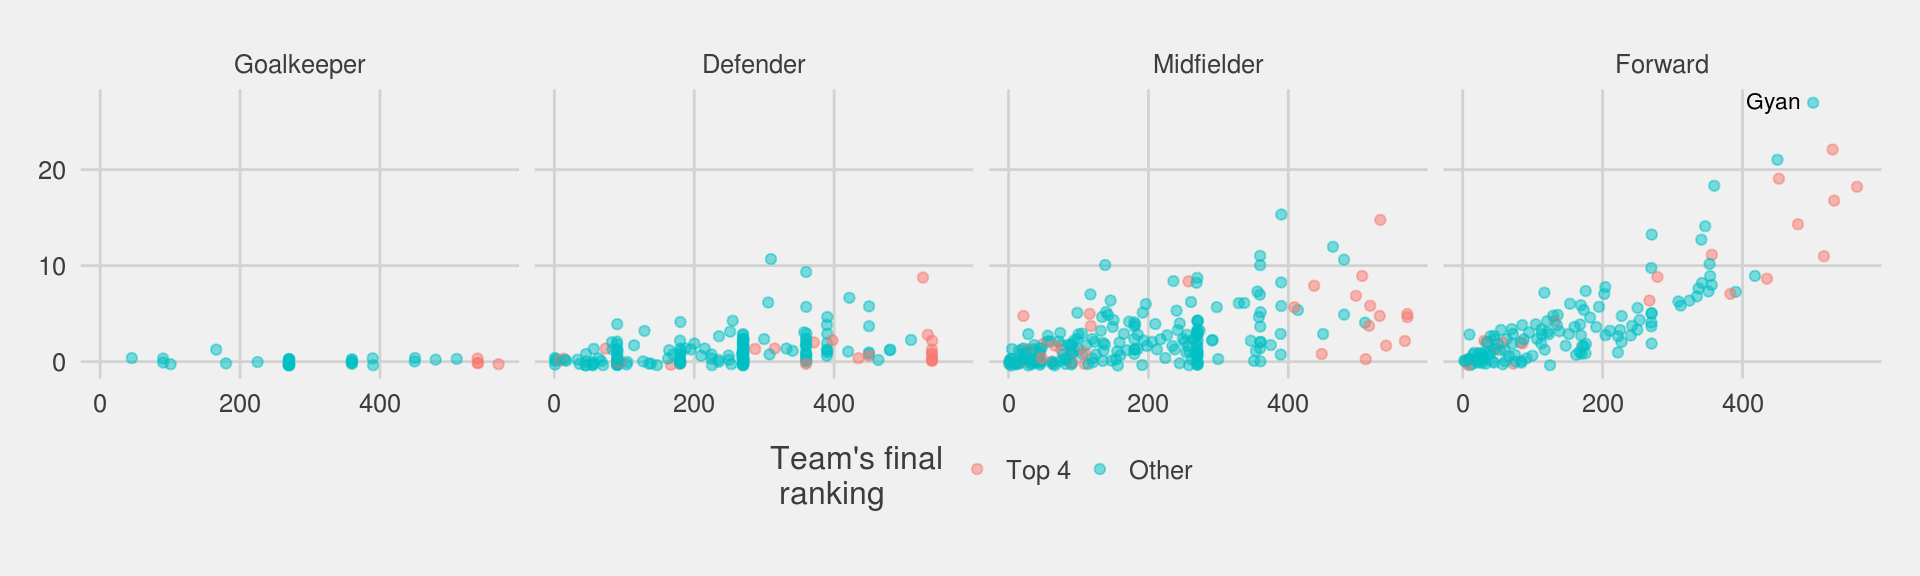 Goalkeeper Defender Midfielder Forward
Gyan
20
10
0
0 200 400 0 200 400 0 200 400 0 200 400
Team's final
ranking
Top 4 Other